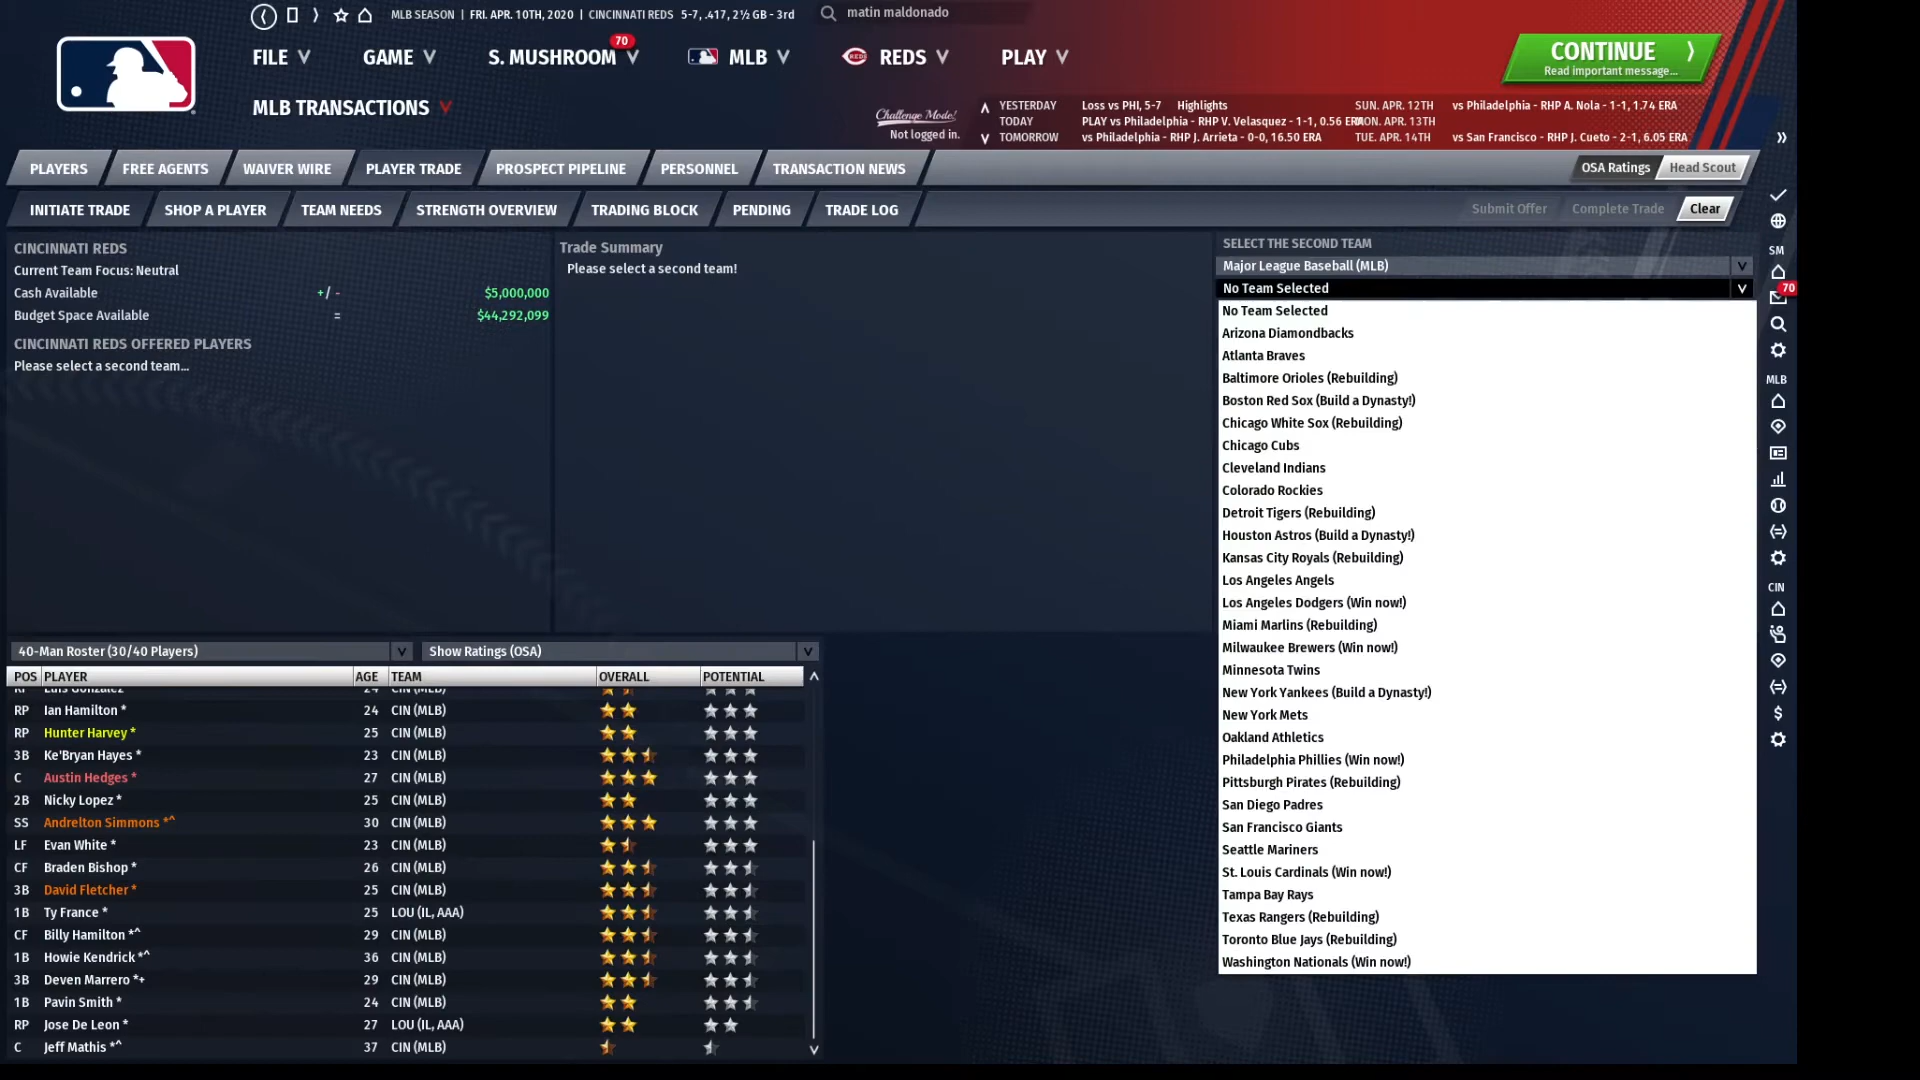 MLB SEASON | FRI. APR. 10TH, 2020 | CINCINNATI REDS 5-7, .417, 2½ GB - 3rd
matin maldonado
FILE GAME S. MUSHROOM 70 MLB REDS PLAY
CONTINUE
Read important message...
MLB TRANSACTIONS
Challenge Mode!
Not logged in.
YESTERDAY Loss vs PHI, 5-7 Highlights SUN. APR. 12TH vs Philadelphia - RHP A. Nola - 1-1, 1.74 ERA
TODAY PLAY vs Philadelphia - RHP V. Velasquez - 1-1, 0.56 ERA MON. APR. 13TH
TOMORROW vs Philadelphia - RHP J. Arrieta - 0-0, 16.50 ERA TUE. APR. 14TH vs San Francisco - RHP J. Cueto - 2-1, 6.05 ERA
PLAYERS FREE AGENTS WAIVER WIRE PLAYER TRADE PROSPECT PIPELINE PERSONNEL TRANSACTION NEWS OSA Ratings Head Scout
INITIATE TRADE SHOP A PLAYER TEAM NEEDS STRENGTH OVERVIEW TRADING BLOCK PENDING TRADE LOG Submit Offer Complete Trade Clear
CINCINNATI REDS
Current Team Focus: Neutral
Cash Available +/- $5,000,000
Budget Space Available = $44,292,099
CINCINNATI REDS OFFERED PLAYERS
Please select a second team...
Trade Summary
Please select a second team!
SELECT THE SECOND TEAM
Major League Baseball (MLB)
No Team Selected
No Team Selected
Arizona Diamondbacks
Atlanta Braves
Baltimore Orioles (Rebuilding)
Boston Red Sox (Build a Dynasty!)
Chicago White Sox (Rebuilding)
Chicago Cubs
Cleveland Indians
Colorado Rockies
Detroit Tigers (Rebuilding)
Houston Astros (Build a Dynasty!)
Kansas City Royals (Rebuilding)
Los Angeles Angels
Los Angeles Dodgers (Win now!)
Miami Marlins (Rebuilding)
Milwaukee Brewers (Win now!)
Minnesota Twins
New York Yankees (Build a Dynasty!)
New York Mets
Oakland Athletics
Philadelphia Phillies (Win now!)
Pittsburgh Pirates (Rebuilding)
San Diego Padres
San Francisco Giants
Seattle Mariners
St. Louis Cardinals (Win now!)
Tampa Bay Rays
Texas Rangers (Rebuilding)
Toronto Blue Jays (Rebuilding)
Washington Nationals (Win now!)
40-Man Roster (30/40 Players) Show Ratings (OSA)
POS PLAYER AGE TEAM OVERALL POTENTIAL
Luis Gonzalez 24 CIN (MLB)
RP Ian Hamilton * 24 CIN (MLB)
RP Hunter Harvey * 25 CIN (MLB)
3B Ke'Bryan Hayes * 23 CIN (MLB)
C Austin Hedges * 27 CIN (MLB)
2B Nicky Lopez * 25 CIN (MLB)
SS Andrelton Simmons *^ 30 CIN (MLB)
LF Evan White * 23 CIN (MLB)
CF Braden Bishop * 26 CIN (MLB)
3B David Fletcher * 25 CIN (MLB)
1B Ty France * 25 LOU (IL, AAA)
CF Billy Hamilton *^ 29 CIN (MLB)
1B Howie Kendrick *^ 36 CIN (MLB)
3B Deven Marrero *+ 29 CIN (MLB)
1B Pavin Smith * 24 CIN (MLB)
RP Jose De Leon * 27 LOU (IL, AAA)
C Jeff Mathis *^ 37 CIN (MLB)
SM
70
MLB
CIN
$